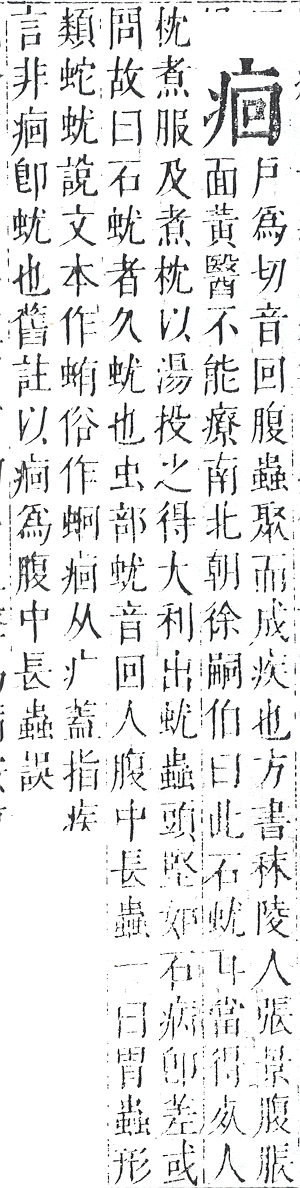 痐戶爲切音回腹蟲聚而成疾也方書秣陵人張景腹脹
面黃醫不能療南北朝徐嗣伯曰此石蚘耳當得死人
枕煮服及煮枕以湯投之得大利出蚘蟲頭堅如石病卽差或
問故曰石蚘者久蚘也虫部蚘音回人腹中長蟲一曰胃蟲形
類蛇蚘說文本作蛕俗作蛔痐从疒蓋指疾
言非痐卽蚘也舊註以痐爲腹中長蟲誤